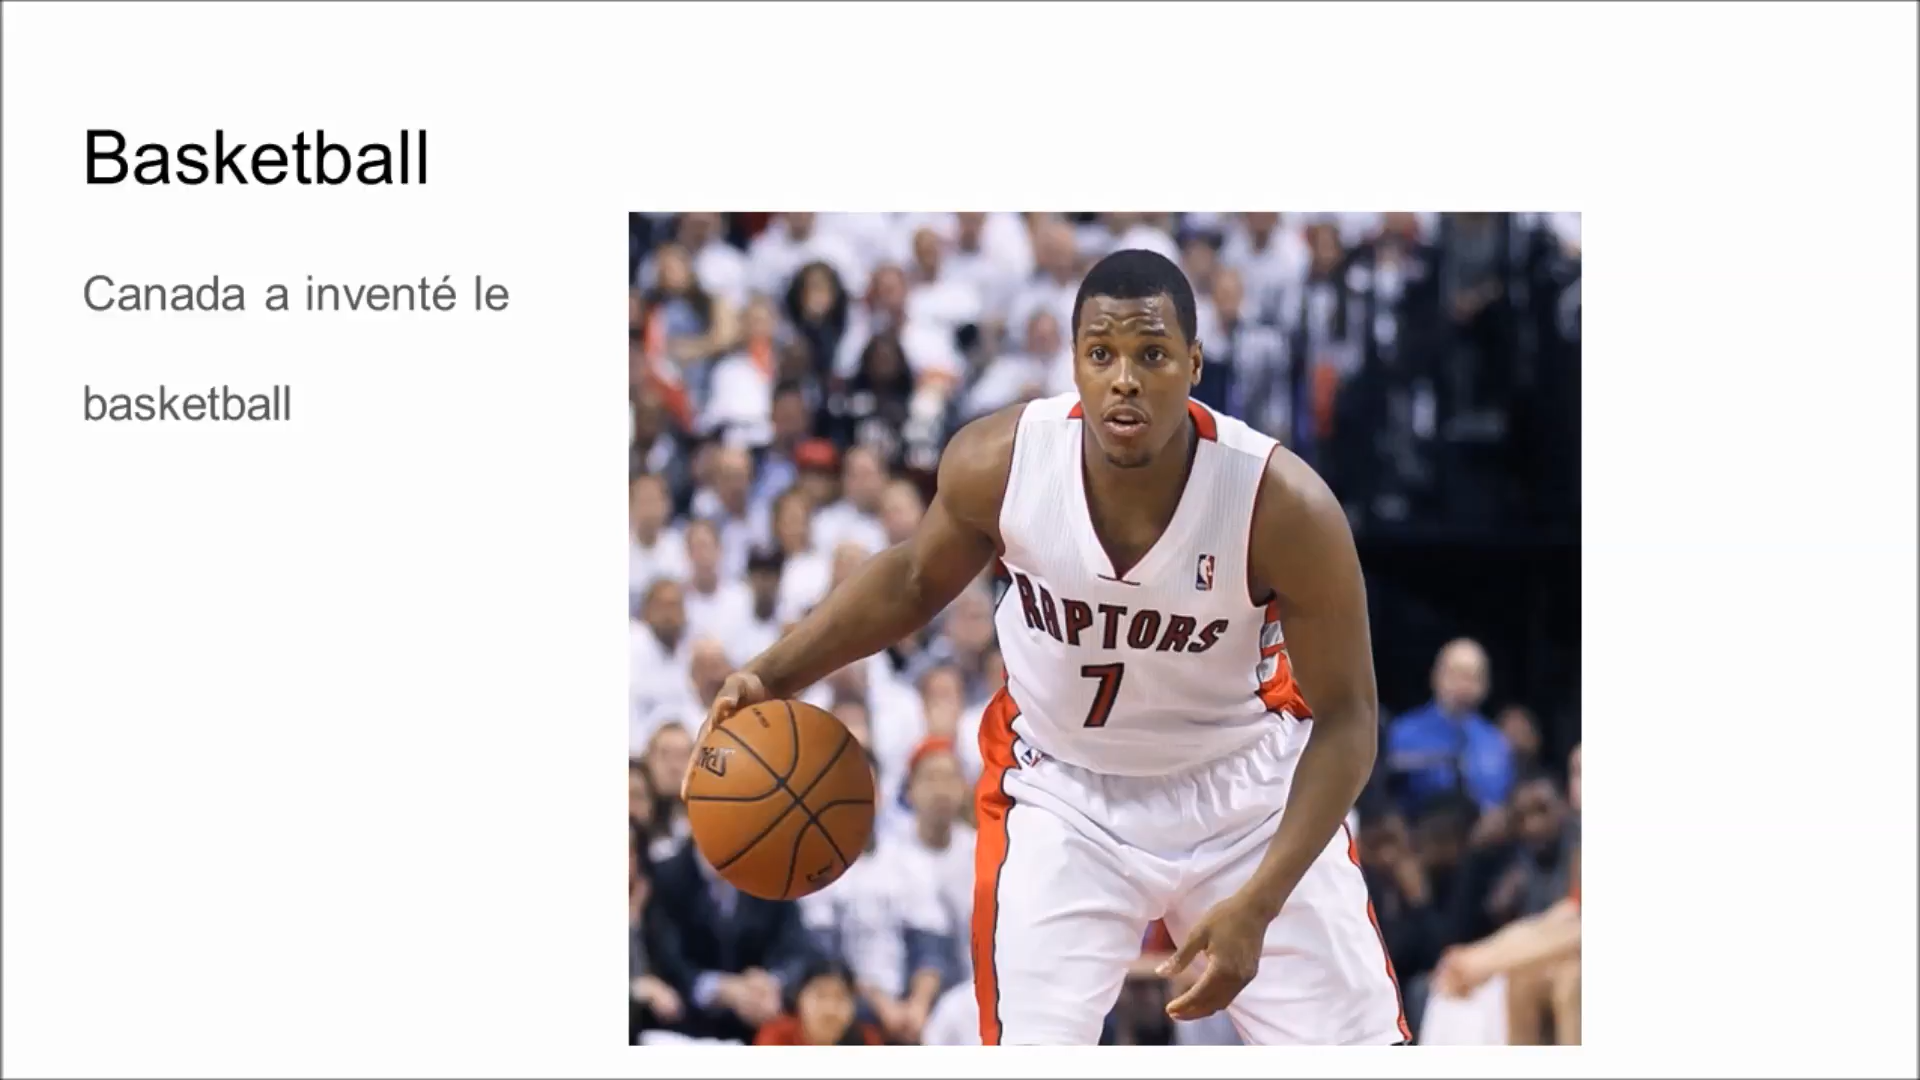 Basketball
Canada a inventé le
basketball
RAPTORS
7